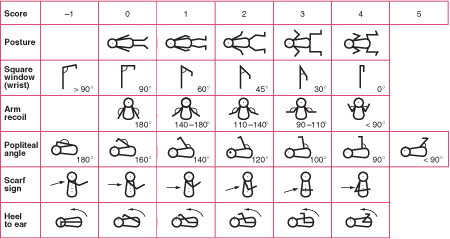 Score −1 0 1 2 3 4 5
Posture
Square
window
(wrist) > 90° 90° 60° 45° 30° 0°
Arm
recoil 180° 140–180° 110–140° 90–110° < 90°
Popliteal
angle 180° 160° 140° 120° 100° 90° < 90°
Scarf
sign
Heel
to ear